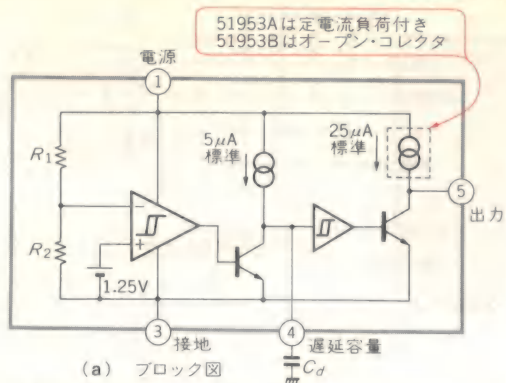 51953Aは定電流負荷付き
51953Bはオープン・コレクタ
電源
1
5μA
標準
25μA
標準
R1
R2
−
+
1.25V
5
出力
3
接地
4
遅延容量
Cd
(a) ブロック図